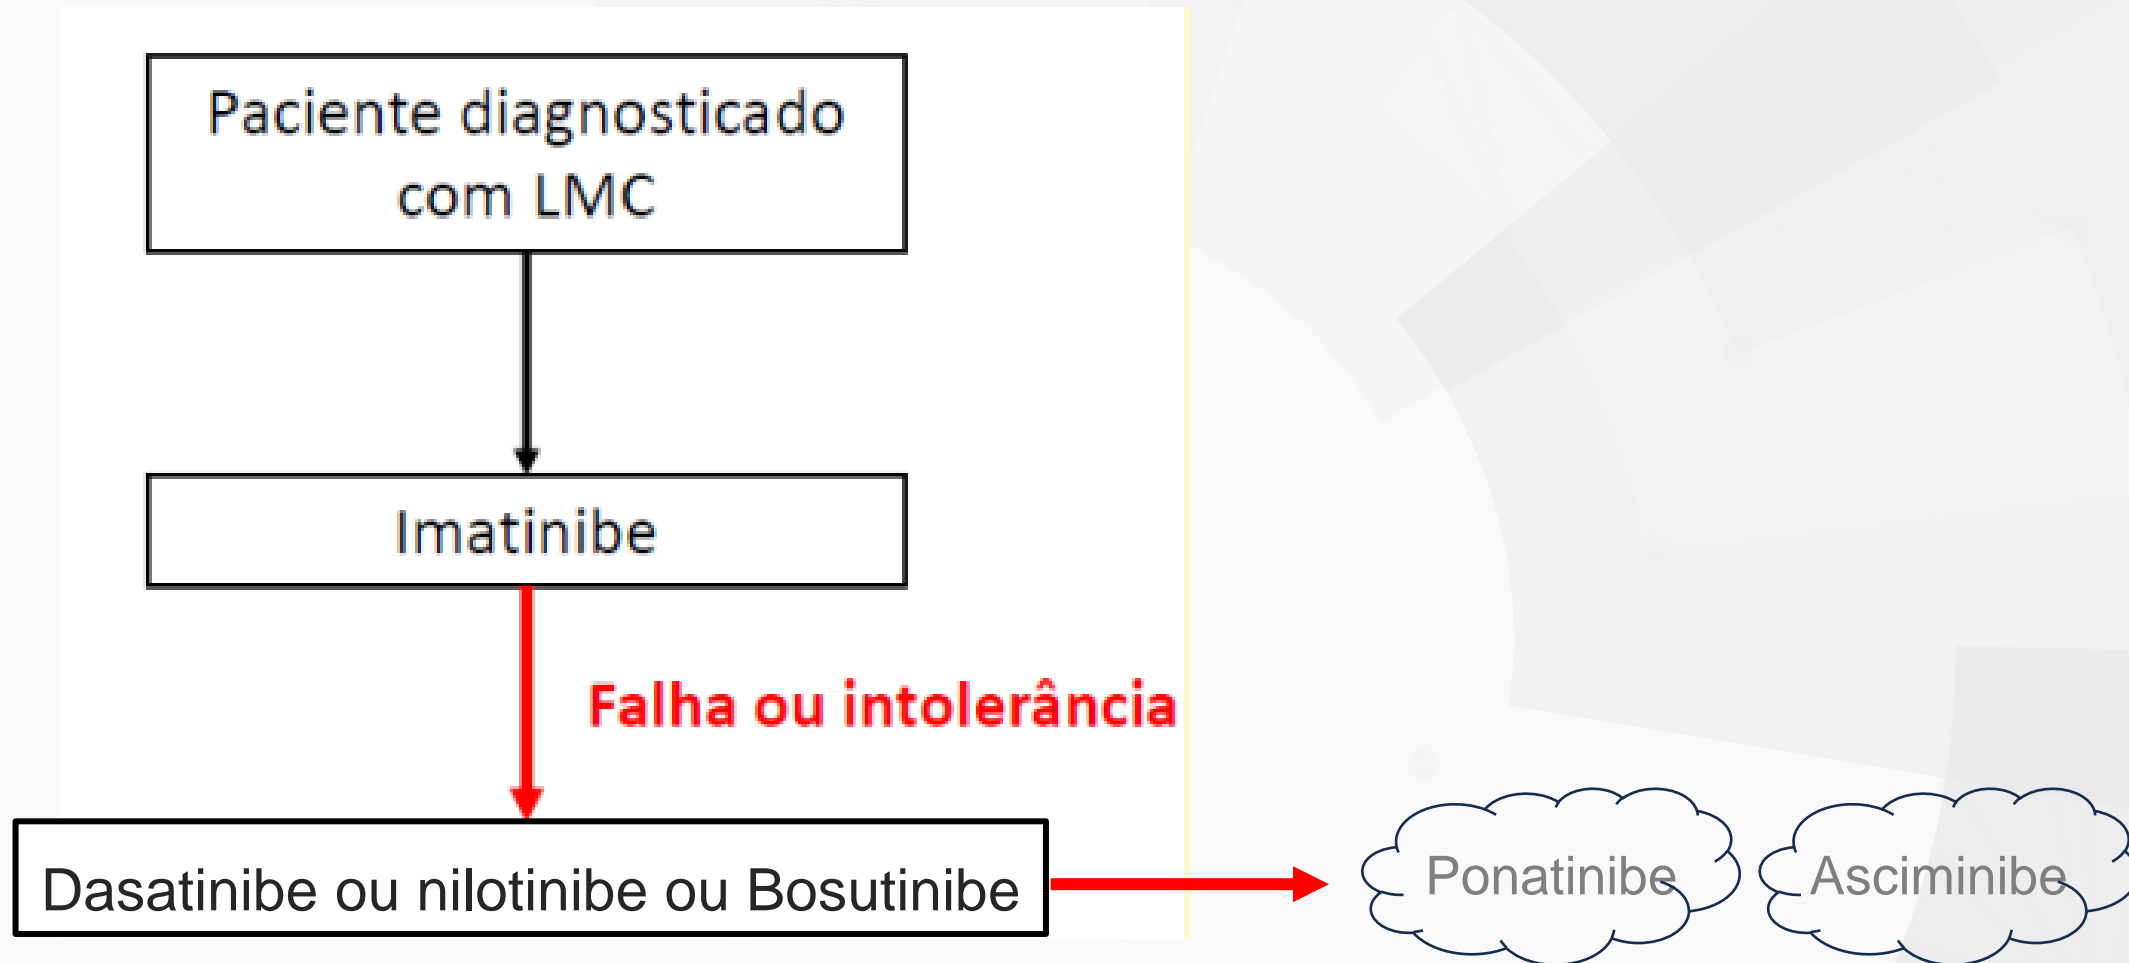 Paciente diagnosticado
com LMC
Imatinibe
Falha ou intolerância
Dasatinibe ou nilotinibe ou Bosutinibe
Ponatinibe
Asciminibe